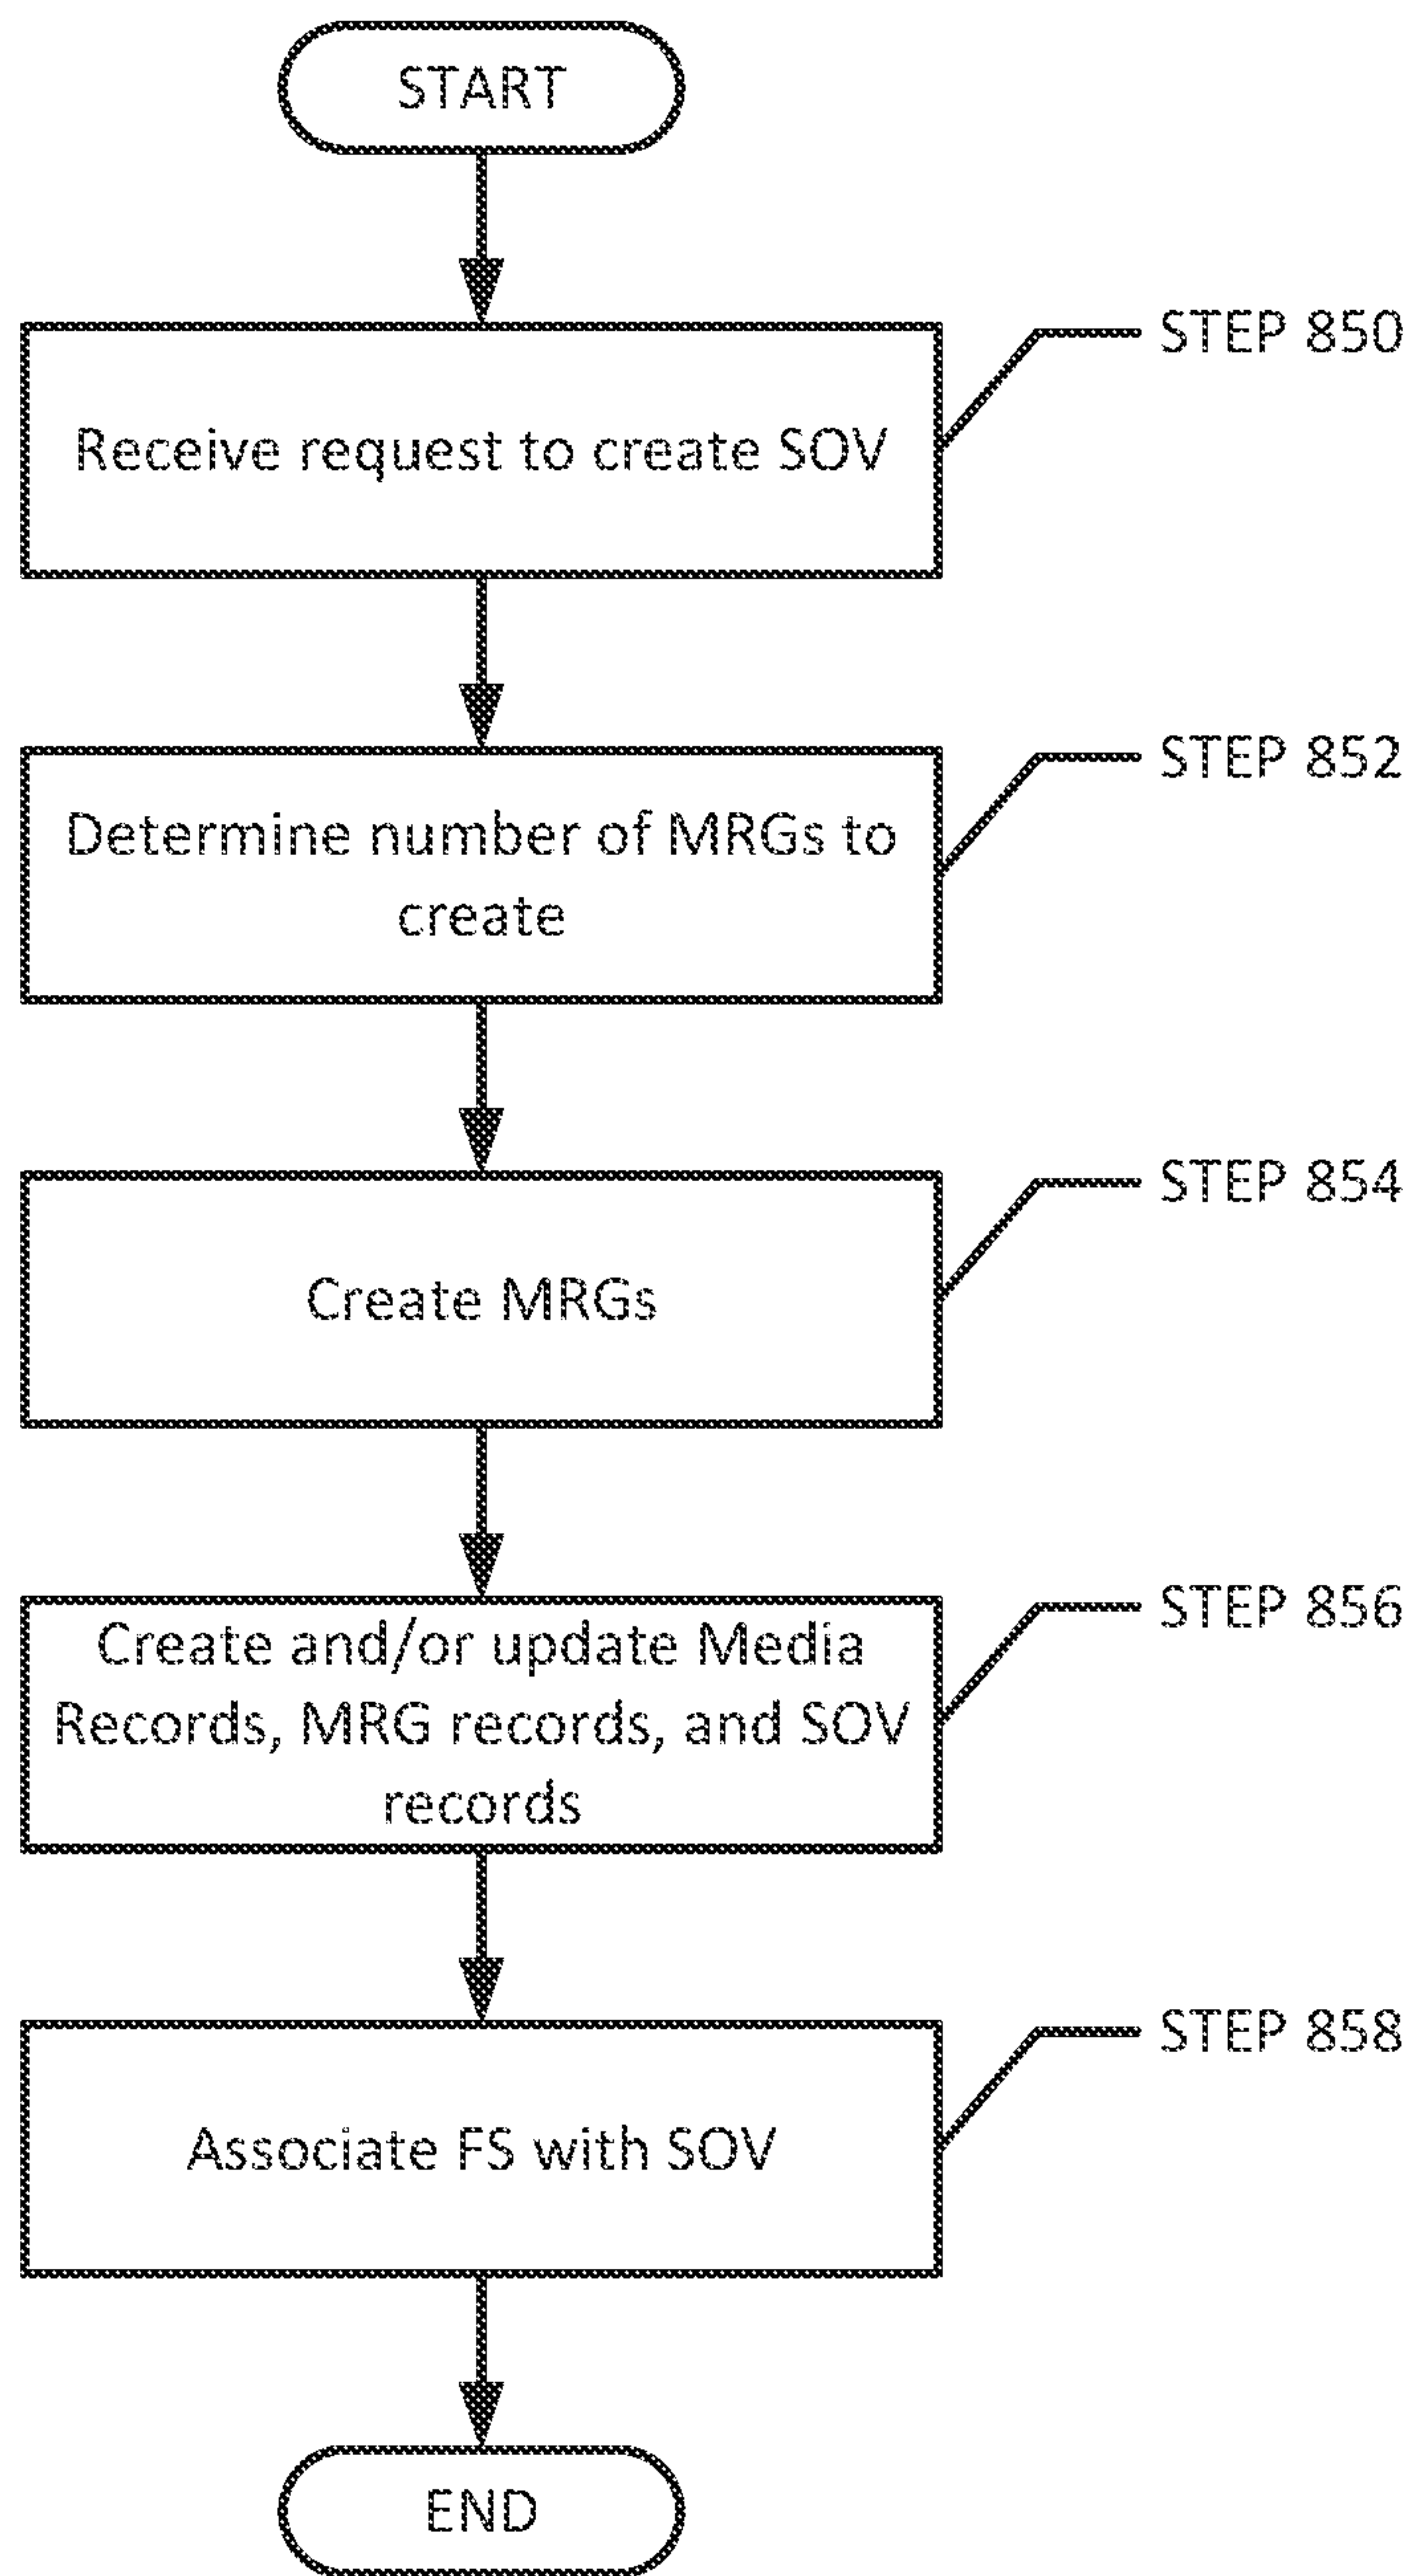 START
STEP 850
Receive request to create SOV
STEP 852
Determine number of MRGs to
create
STEP 854
Create MRGs
STEP 856
Create and/or update Media
Records, MRG records, and SOV
records
STEP 858
Associate FS with SOV
END